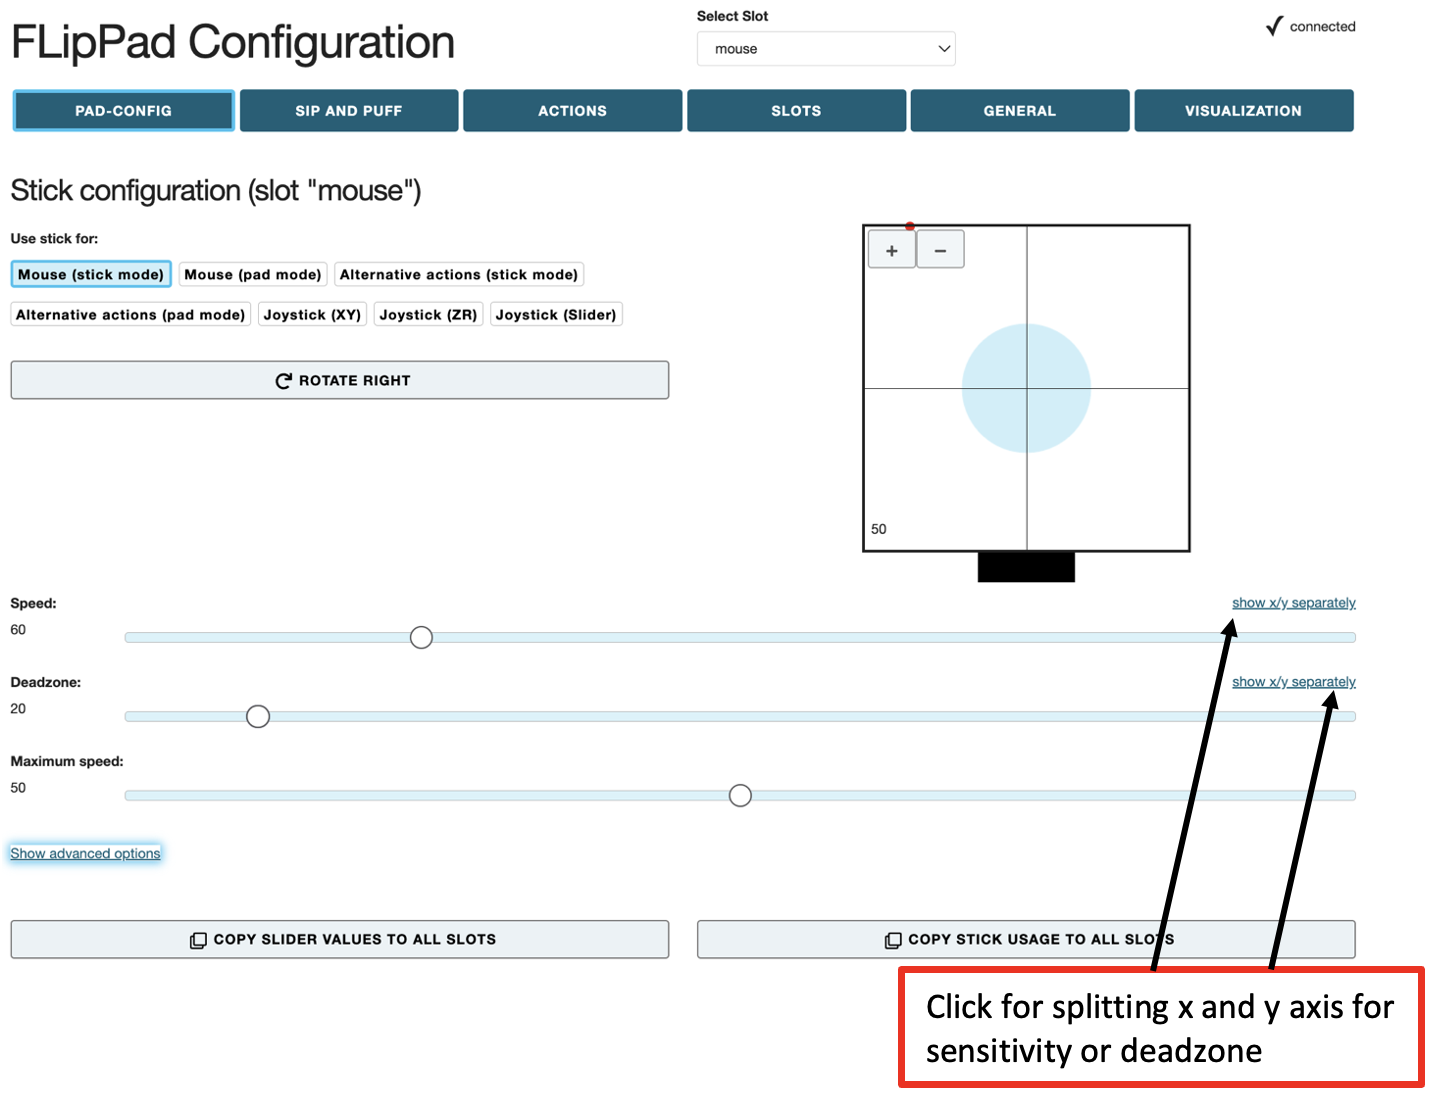 FLipPad Configuration
Select Slot
mouse
connected
PAD-CONFIG
SIP AND PUFF
ACTIONS
SLOTS
GENERAL
VISUALIZATION
Stick configuration (slot "mouse")
Use stick for:
Mouse (stick mode)
Mouse (pad mode)
Alternative actions (stick mode)
Alternative actions (pad mode)
Joystick (XY)
Joystick (ZR)
Joystick (Slider)
ROTATE RIGHT
+
−
50
Speed:
show x/y separately
60
Deadzone:
show x/y separately
20
Maximum speed:
50
Show advanced options
COPY SLIDER VALUES TO ALL SLOTS
COPY STICK USAGE TO ALL SLOTS
Click for splitting x and y axis for
sensitivity or deadzone